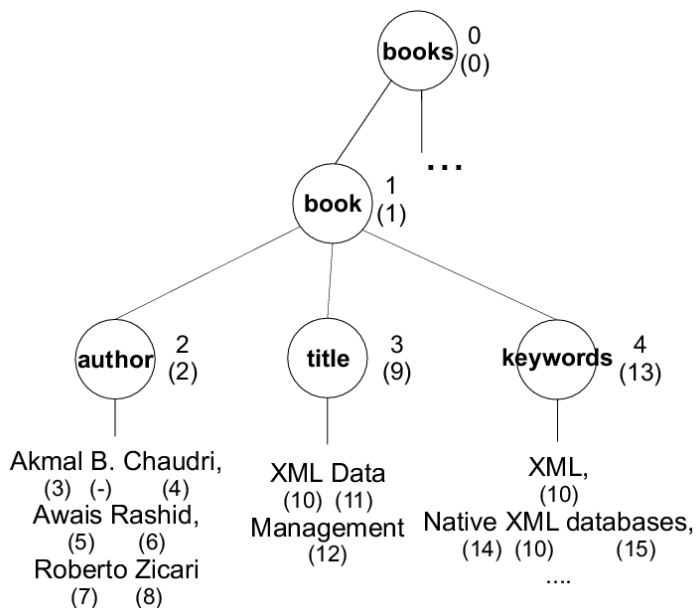 books 0
(0)
...
book 1
(1)
author 2
(2)
title 3
(9)
keywords 4
(13)
Akmal B. Chaudri,
(3) (-) (4)
Awais Rashid,
(5) (6)
Roberto Zicari
(7) (8)
XML Data
(10) (11)
Management
(12)
XML,
(10)
Native XML databases,
(14) (10) (15)
....